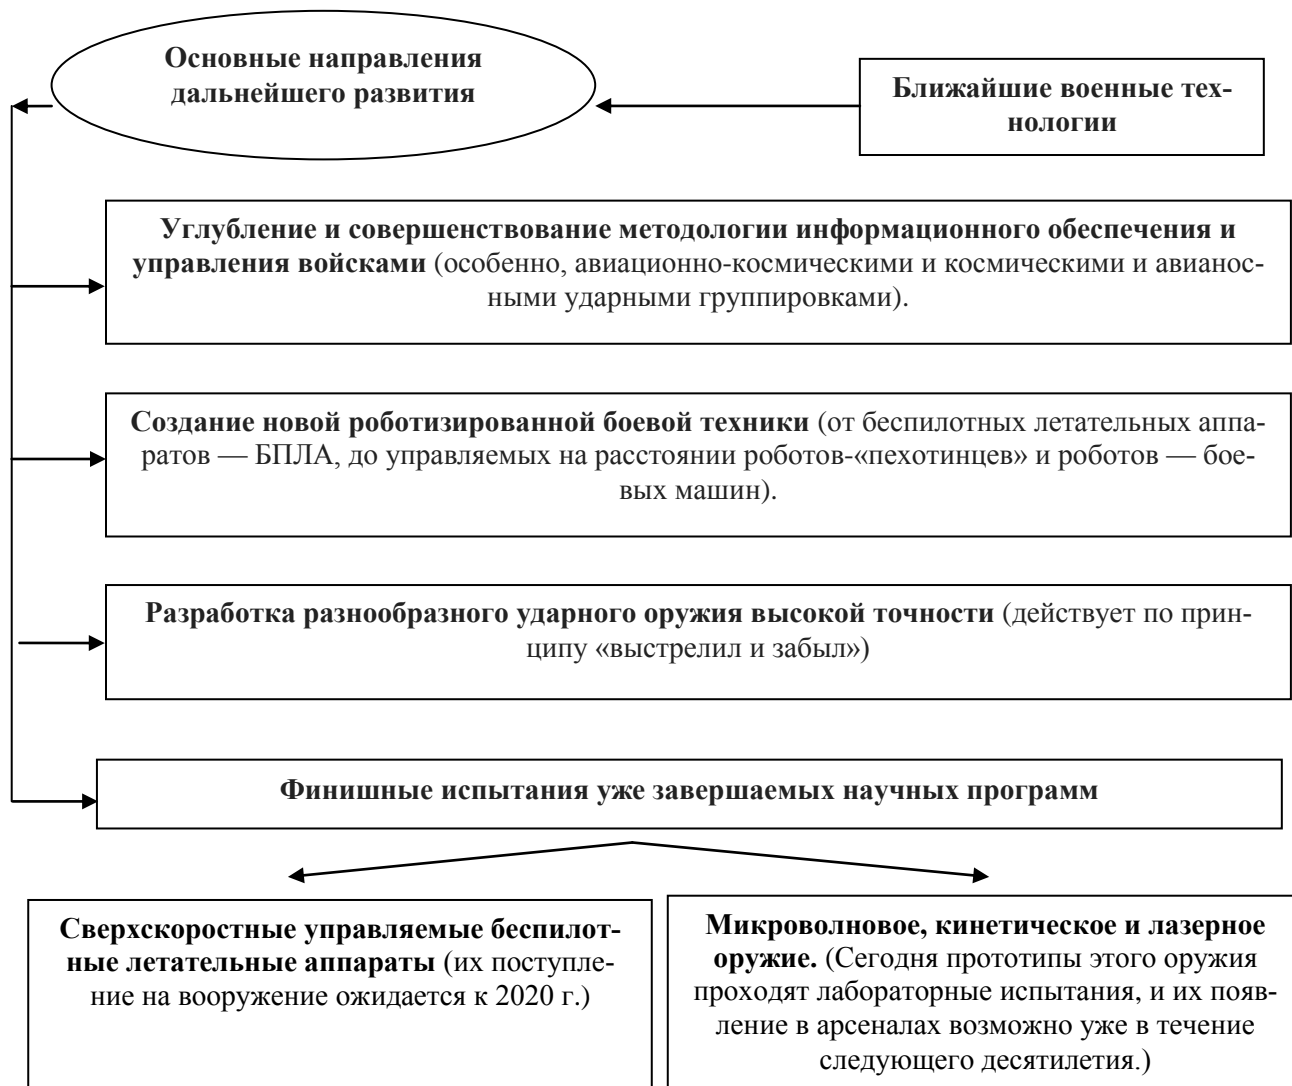 Основные направления
дальнейшего развития
Ближайшие военные тех-
нологии
Углубление и совершенствование методологии информационного обеспечения и
управления войсками (особенно, авиационно-космическими и космическими и авианос-
ными ударными группировками).
Создание новой роботизированной боевой техники (от беспилотных летательных аппа-
ратов — БПЛА, до управляемых на расстоянии роботов-«пехотинцев» и роботов — бое-
вых машин).
Разработка разнообразного ударного оружия высокой точности (действует по прин-
ципу «выстрелил и забыл»)
Финишные испытания уже завершаемых научных программ
Сверхскоростные управляемые беспилот-
ные летательные аппараты (их поступле-
ние на вооружение ожидается к 2020 г.)
Микроволновое, кинетическое и лазерное
оружие. (Сегодня прототипы этого оружия
проходят лабораторные испытания, и их появ-
ление в арсеналах возможно уже в течение
следующего десятилетия.)